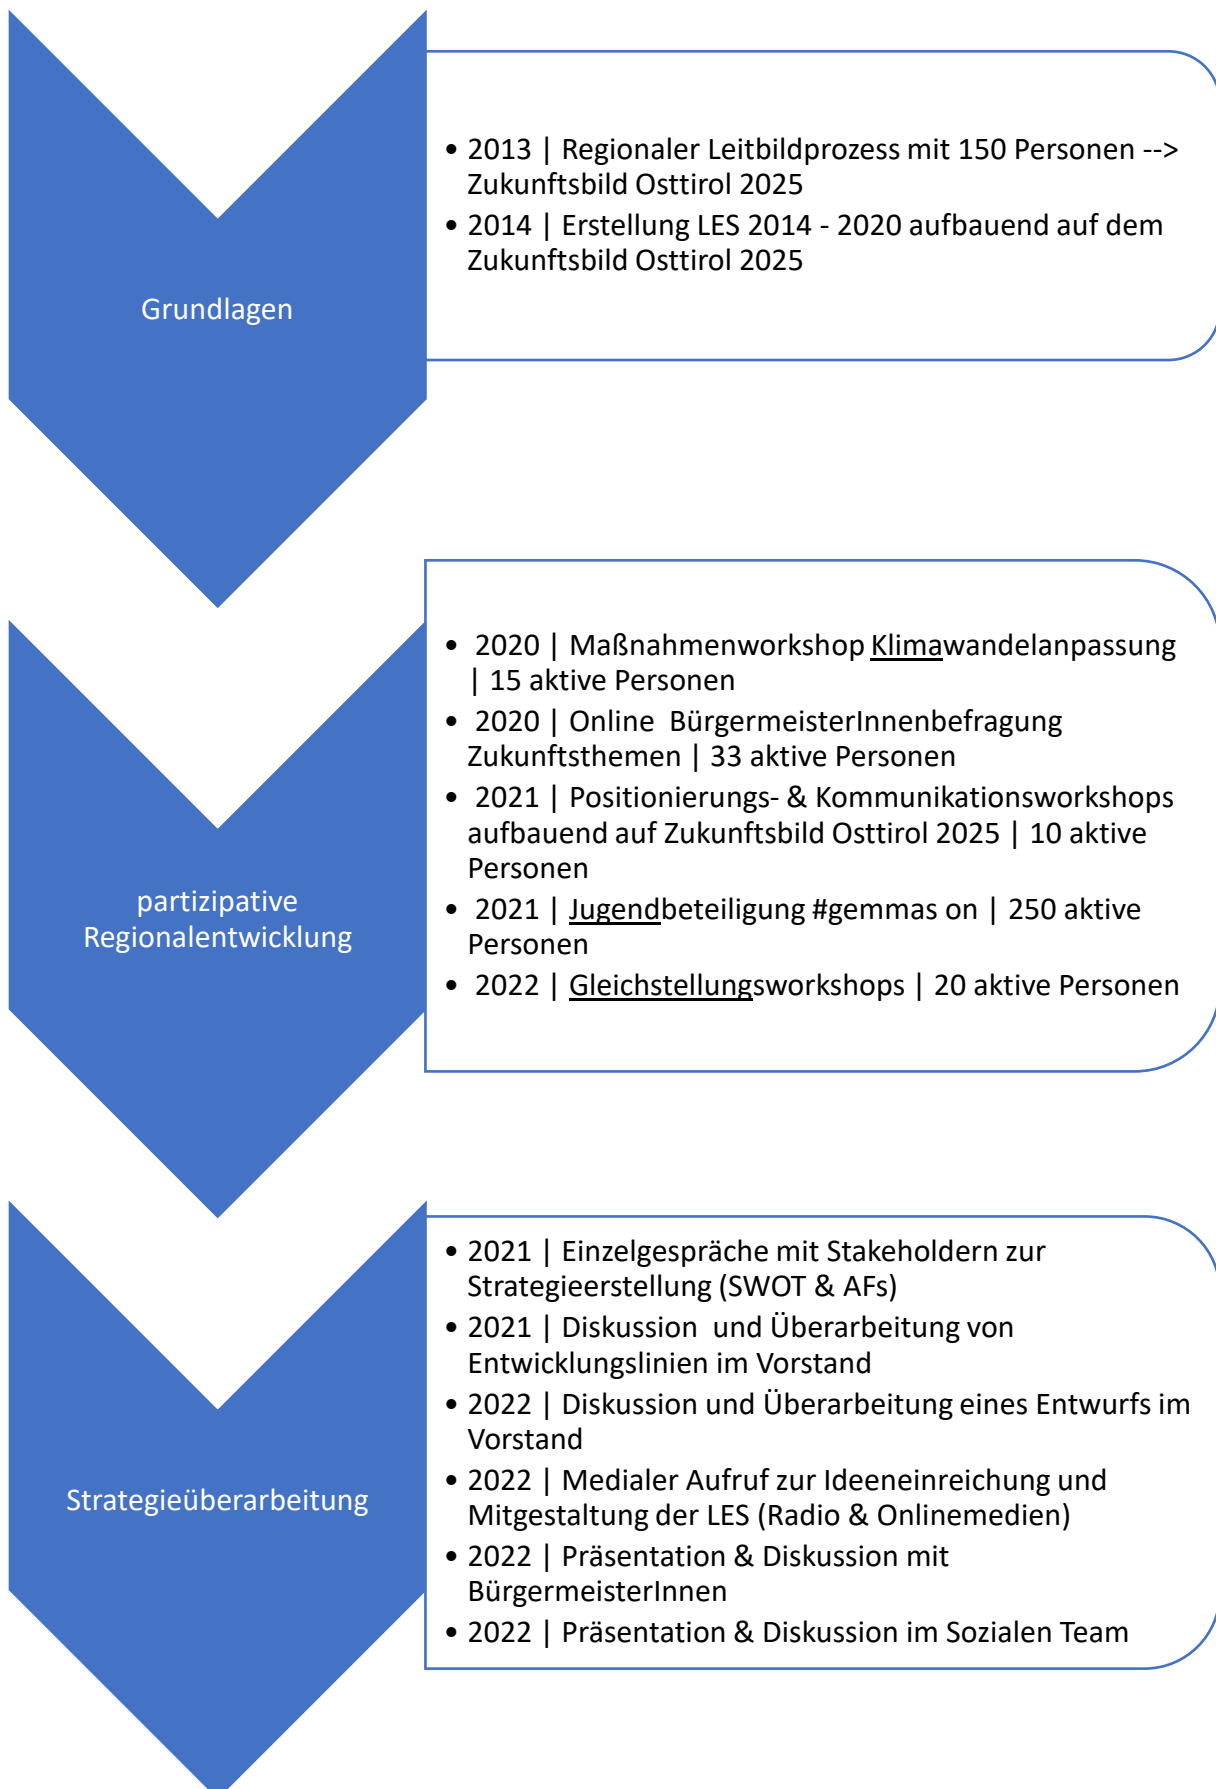 Grundlagen
• 2013 | Regionaler Leitbildprozess mit 150 Personen -->
Zukunftsbild Osttirol 2025
• 2014 | Erstellung LES 2014 - 2020 aufbauend auf dem
Zukunftsbild Osttirol 2025
partizipative
Regionalentwicklung
• 2020 | Maßnahmenworkshop Klimawandelanpassung
| 15 aktive Personen
• 2020 | Online  BürgermeisterInnenbefragung
Zukunftsthemen | 33 aktive Personen
• 2021 | Positionierungs- & Kommunikationsworkshops
aufbauend auf Zukunftsbild Osttirol 2025 | 10 aktive
Personen
• 2021 | Jugendbeteiligung #gemmas on | 250 aktive
Personen
• 2022 | Gleichstellungsworkshops | 20 aktive Personen
Strategieüberarbeitung
• 2021 | Einzelgespräche mit Stakeholdern zur
Strategieerstellung (SWOT & AFs)
• 2021 | Diskussion  und Überarbeitung von
Entwicklungslinien im Vorstand
• 2022 | Diskussion und Überarbeitung eines Entwurfs im
Vorstand
• 2022 | Medialer Aufruf zur Ideeneinreichung und
Mitgestaltung der LES (Radio & Onlinemedien)
• 2022 | Präsentation & Diskussion mit
BürgermeisterInnen
• 2022 | Präsentation & Diskussion im Sozialen Team